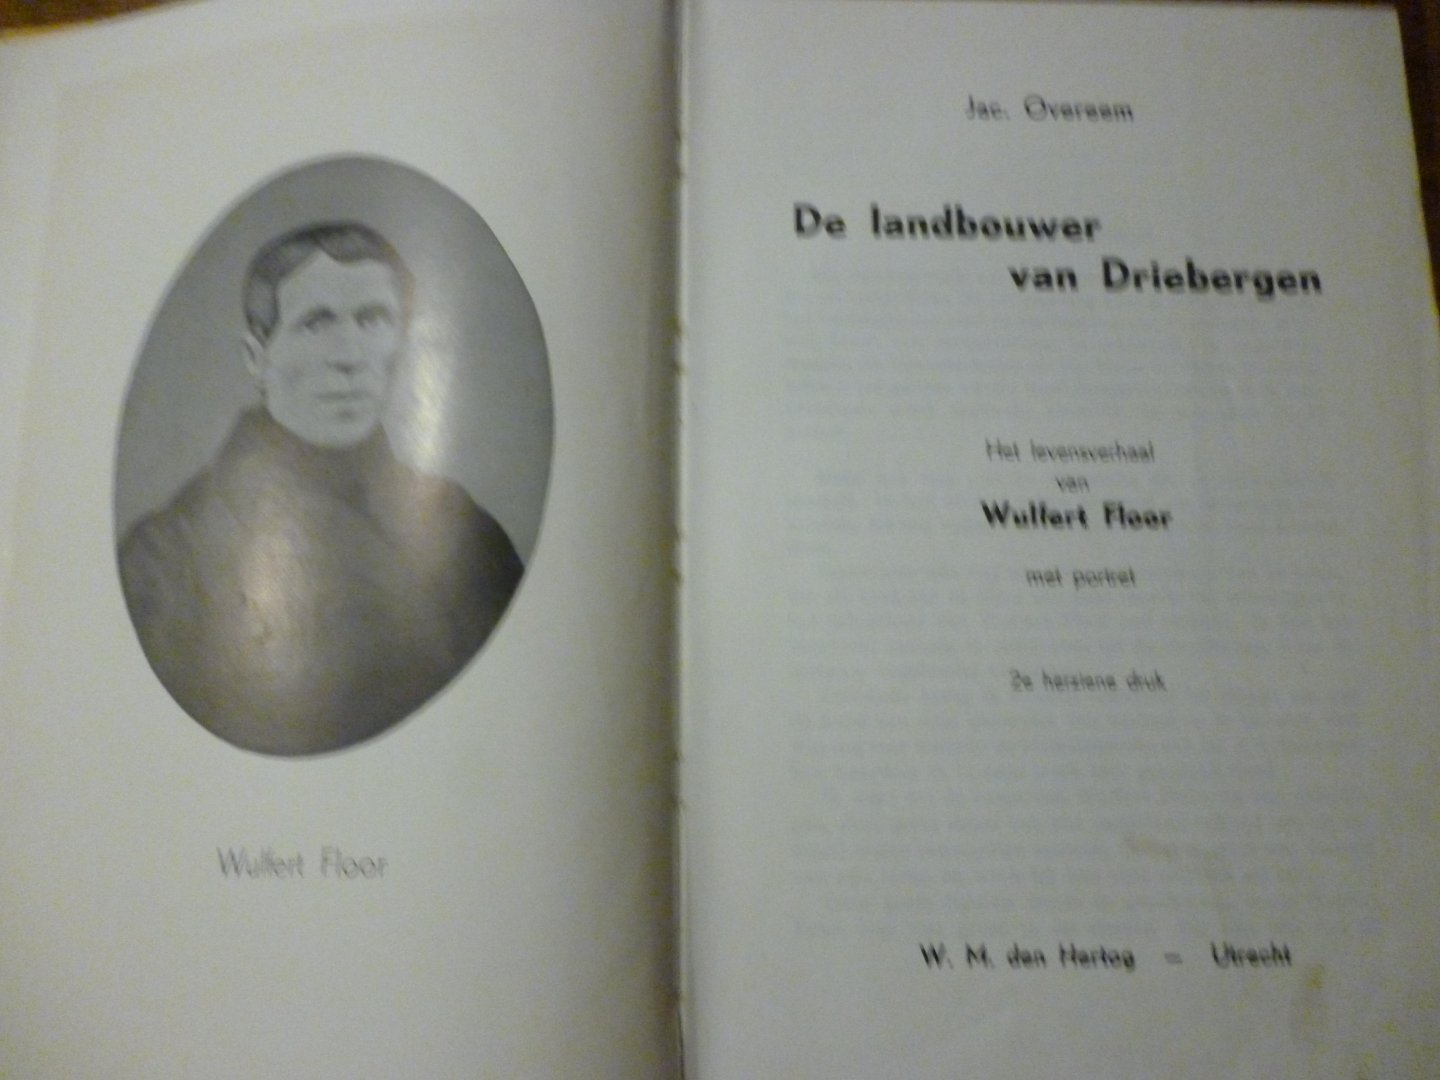 Wulfert Floor
Jac. Overeem
De landbouwer
van Driebergen
Het levensverhaal
van
Wulfert Floor
met portret
2e herziene druk
W. M. den Hertog — Utrecht